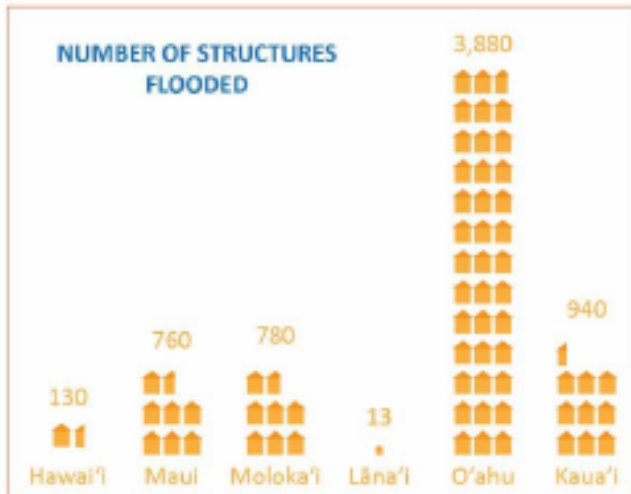 NUMBER OF STRUCTURES
FLOODED
3,880
940
760
780
130
13
Hawai‘i Maui Moloka‘i Lāna‘i O‘ahu Kaua‘i